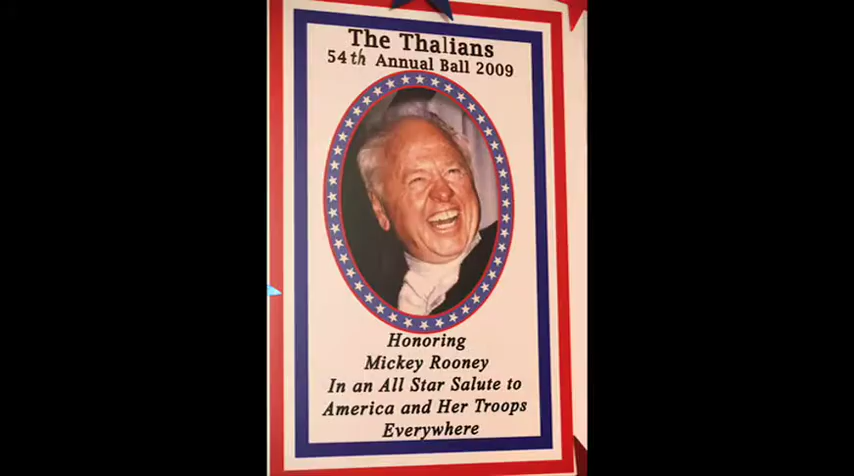 The Thalians
54th Annual Ball 2009
Honoring
Mickey Rooney
In an All Star Salute to
America and Her Troops
Everywhere